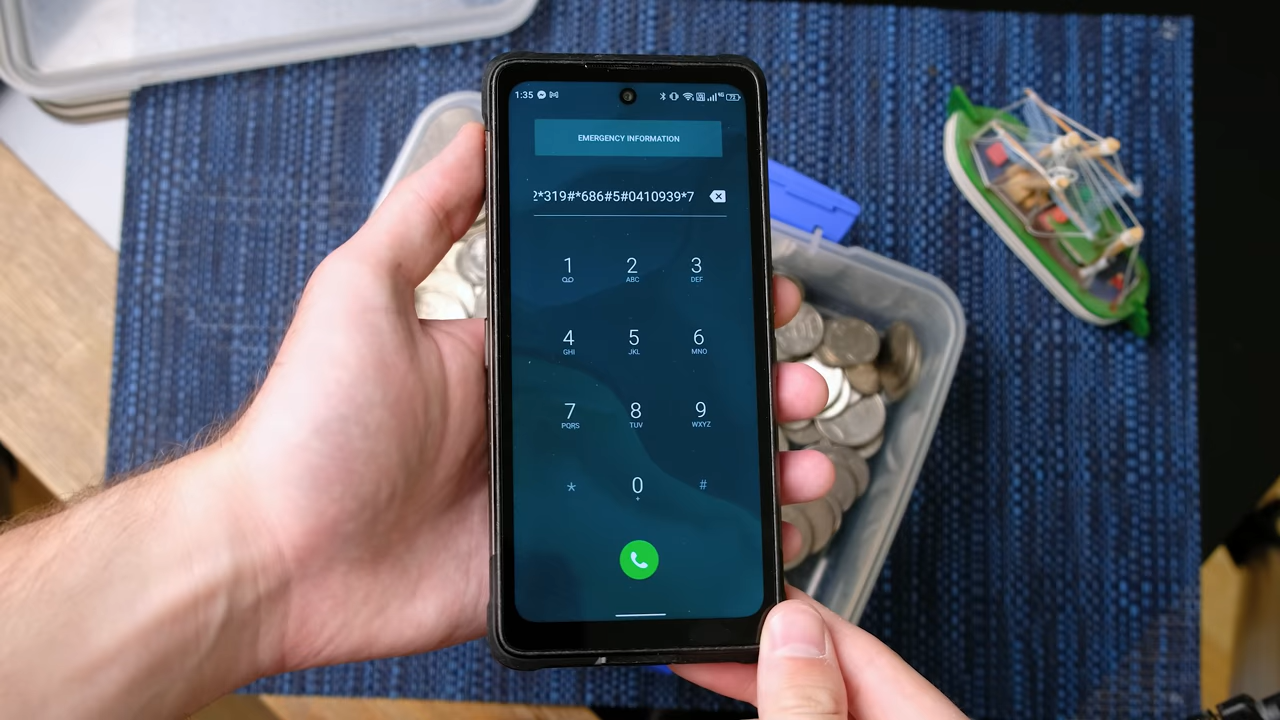 1:35
EMERGENCY INFORMATION
2*319#*686#5#0410939*7
1 2 3
ABC DEF
4 5 6
GHI JKL MNO
7 8 9
PQRS TUV WXYZ
* 0 #
+